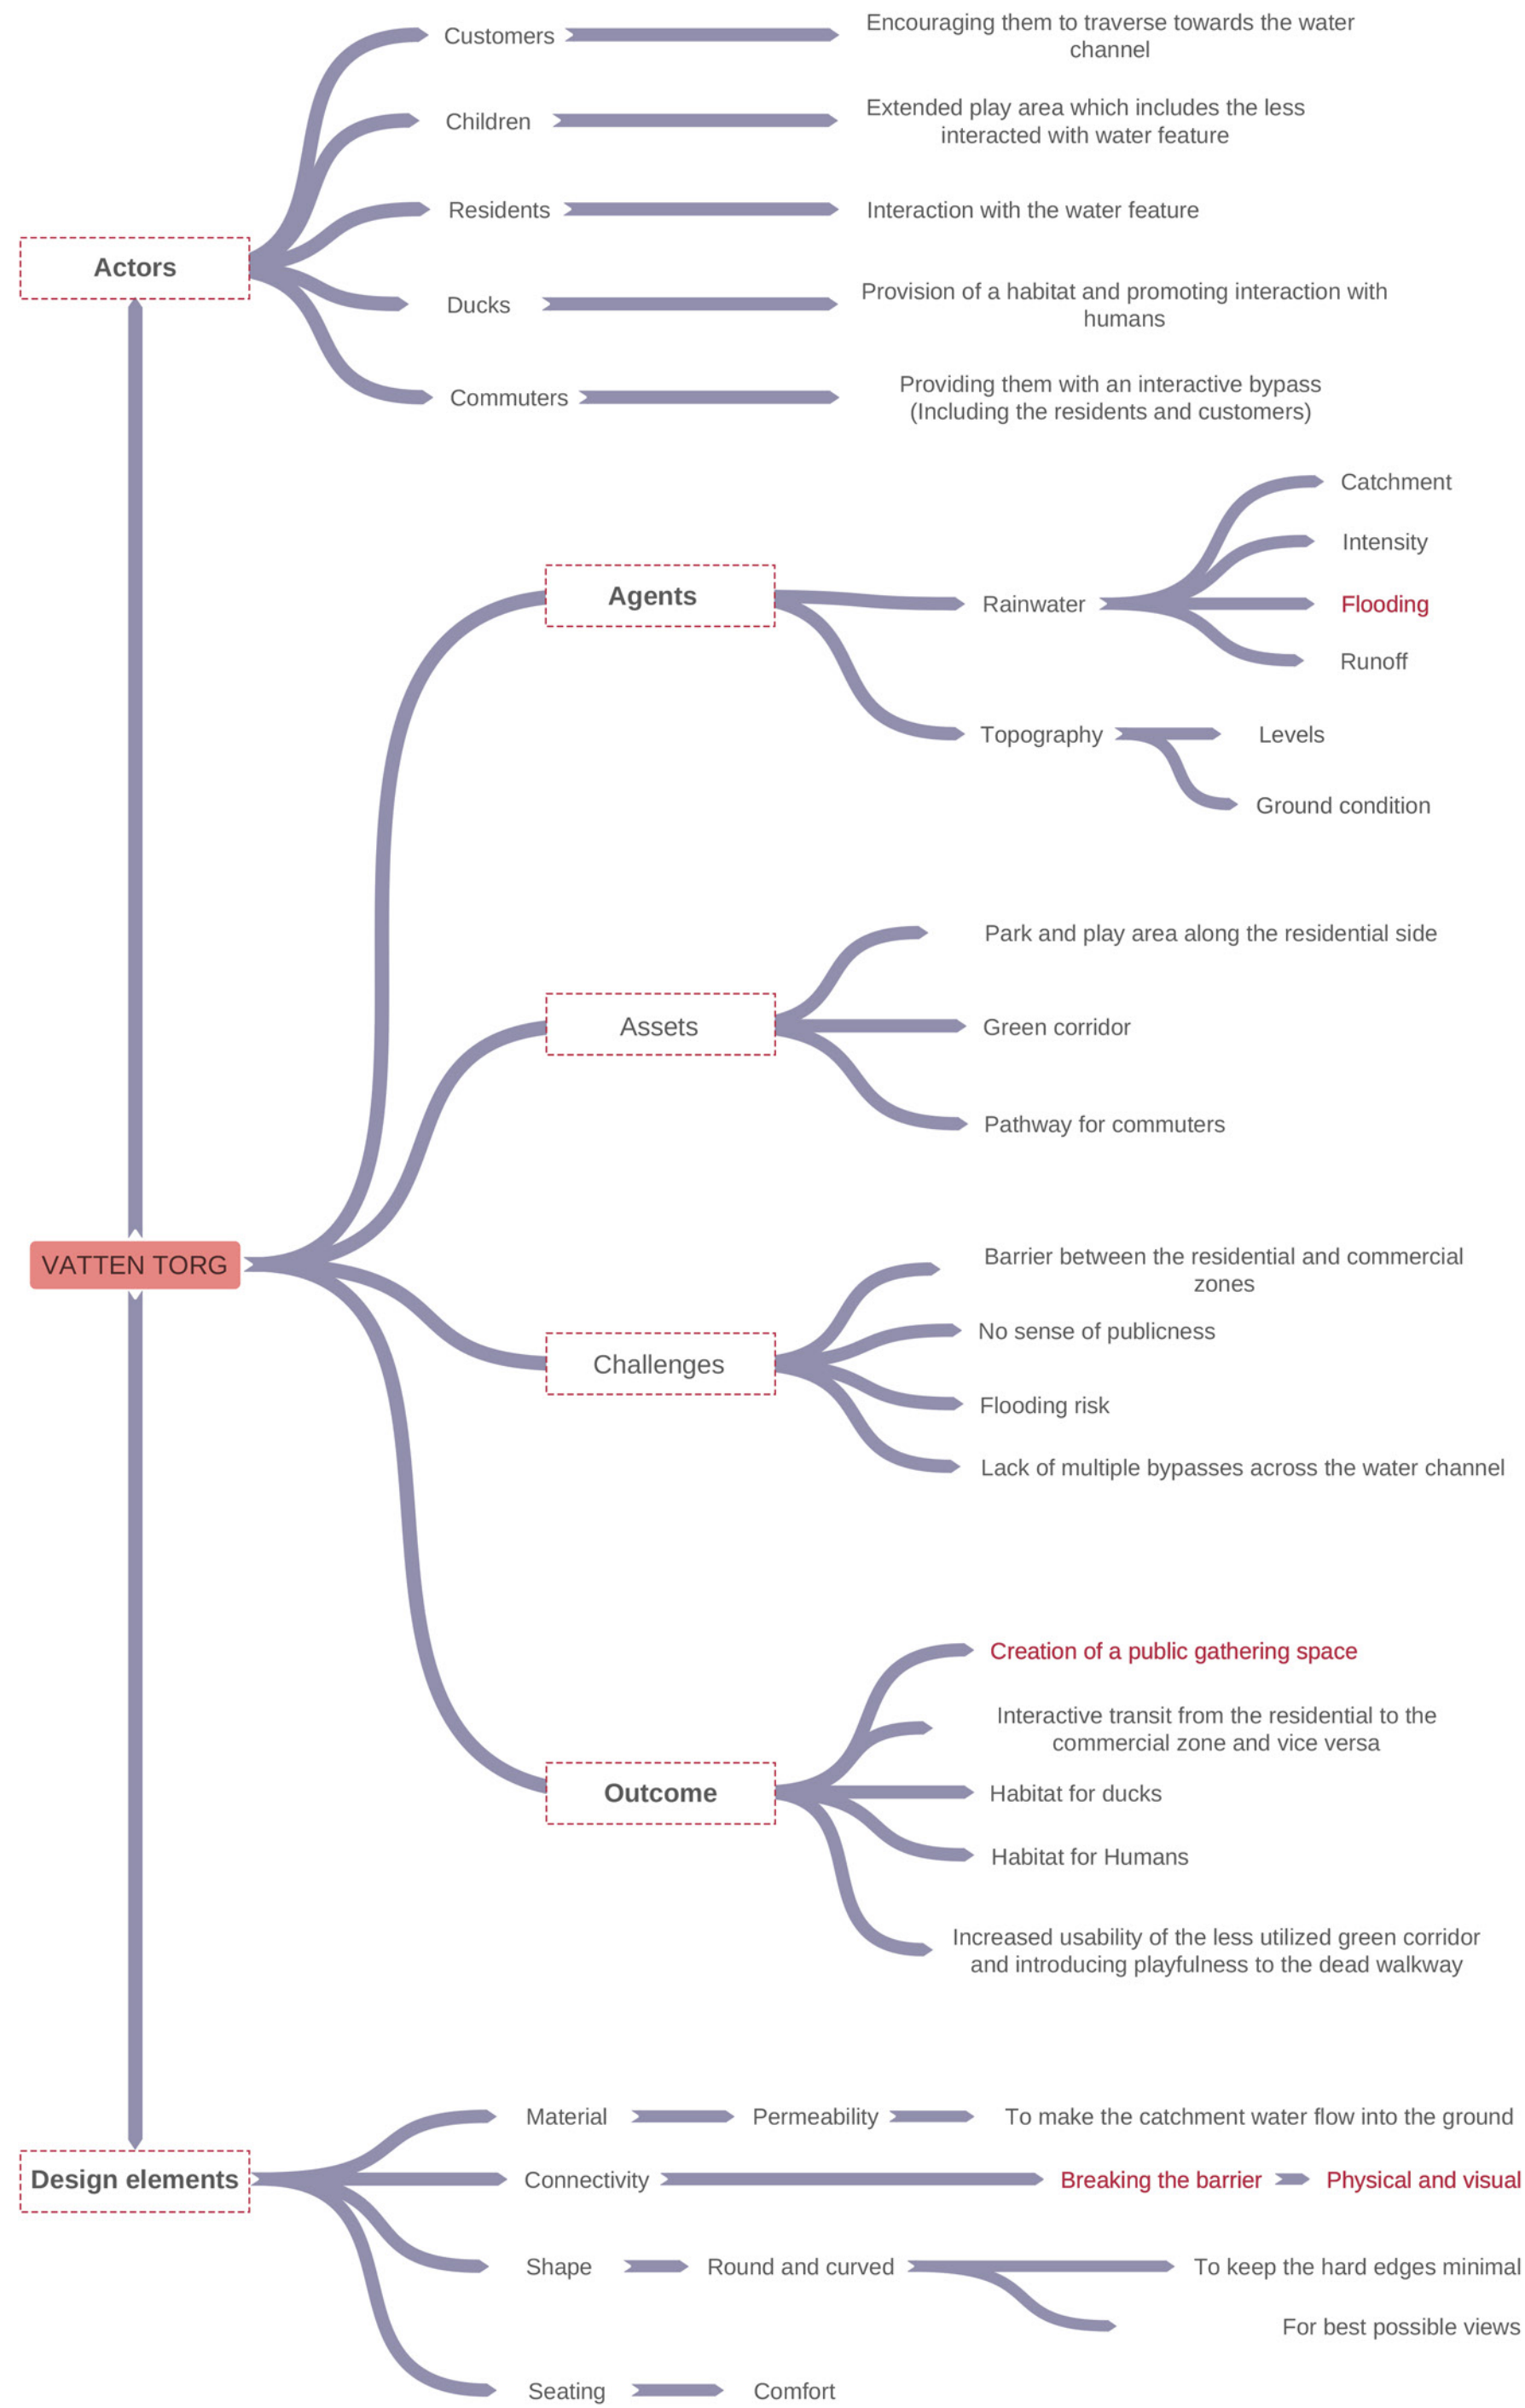 Customers
Encouraging them to traverse towards the water
channel
Children
Extended play area which includes the less
interacted with water feature
Residents
Interaction with the water feature
Actors
Ducks
Provision of a habitat and promoting interaction with
humans
Commuters
Providing them with an interactive bypass
(Including the residents and customers)
Agents
Rainwater
Catchment
Intensity
Flooding
Runoff
Topography
Levels
Ground condition
Assets
Park and play area along the residential side
Green corridor
Pathway for commuters
VATTEN TORG
Challenges
Barrier between the residential and commercial
zones
No sense of publicness
Flooding risk
Lack of multiple bypasses across the water channel
Outcome
Creation of a public gathering space
Interactive transit from the residential to the
commercial zone and vice versa
Habitat for ducks
Habitat for Humans
Increased usability of the less utilized green corridor
and introducing playfulness to the dead walkway
Design elements
Material
Permeability
To make the catchment water flow into the ground
Connectivity
Breaking the barrier
Physical and visual
Shape
Round and curved
To keep the hard edges minimal
For best possible views
Seating
Comfort